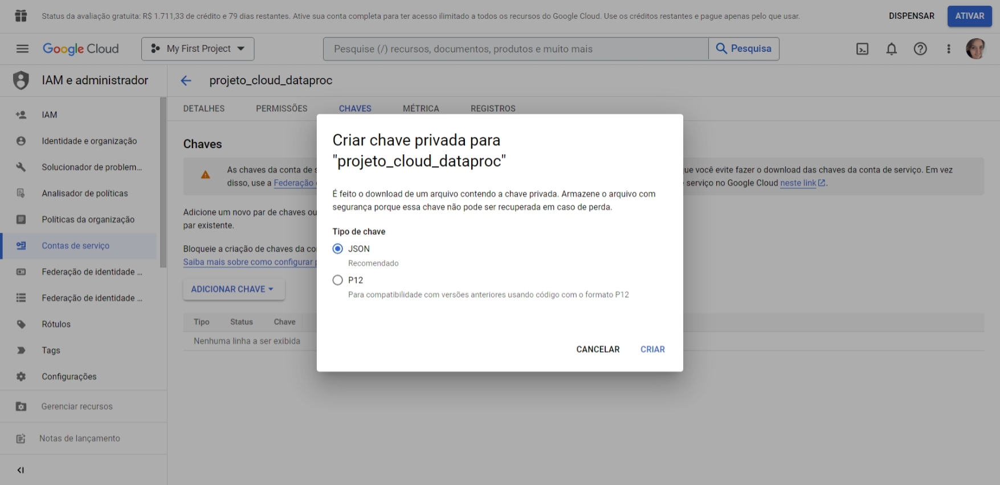 Status da avaliação gratuita: R$ 1.711,33 de crédito e 79 dias restantes. Ative sua conta completa para ter acesso ilimitado a todos os recursos do Google Cloud. Use os créditos restantes e pague apenas pelo que usar.
DISPENSAR
ATIVAR
Google Cloud
My First Project
Pesquise (/) recursos, documentos, produtos e muito mais
Pesquisa
IAM e administrador
IAM
Identidade e organização
Solucionador de problem...
Analisador de políticas
Políticas da organização
Contas de serviço
Federação de identidade ...
Federação de identidade ...
Rótulos
Tags
Configurações
Gerenciar recursos
Notas de lançamento
projeto_cloud_dataproc
DETALHES
PERMISSÕES
CHAVES
MÉTRICA
REGISTROS
Chaves
As chaves da conta de
ue você evite fazer o download das chaves da conta de serviço. Em vez
disso, use a Federação
serviço no Google Cloud neste link.
Adicione um novo par de chaves ou
par existente.
Bloqueie a criação de chaves da co
Saiba mais sobre como configurar
ADICIONAR CHAVE
Tipo
Status
Chave
Nenhuma linha a ser exibida
Criar chave privada para
"projeto_cloud_dataproc"
É feito o download de um arquivo contendo a chave privada. Armazene o arquivo com
segurança porque essa chave não pode ser recuperada em caso de perda.
Tipo de chave
JSON
Recomendado
P12
Para compatibilidade com versões anteriores usando código com o formato P12
CANCELAR
CRIAR